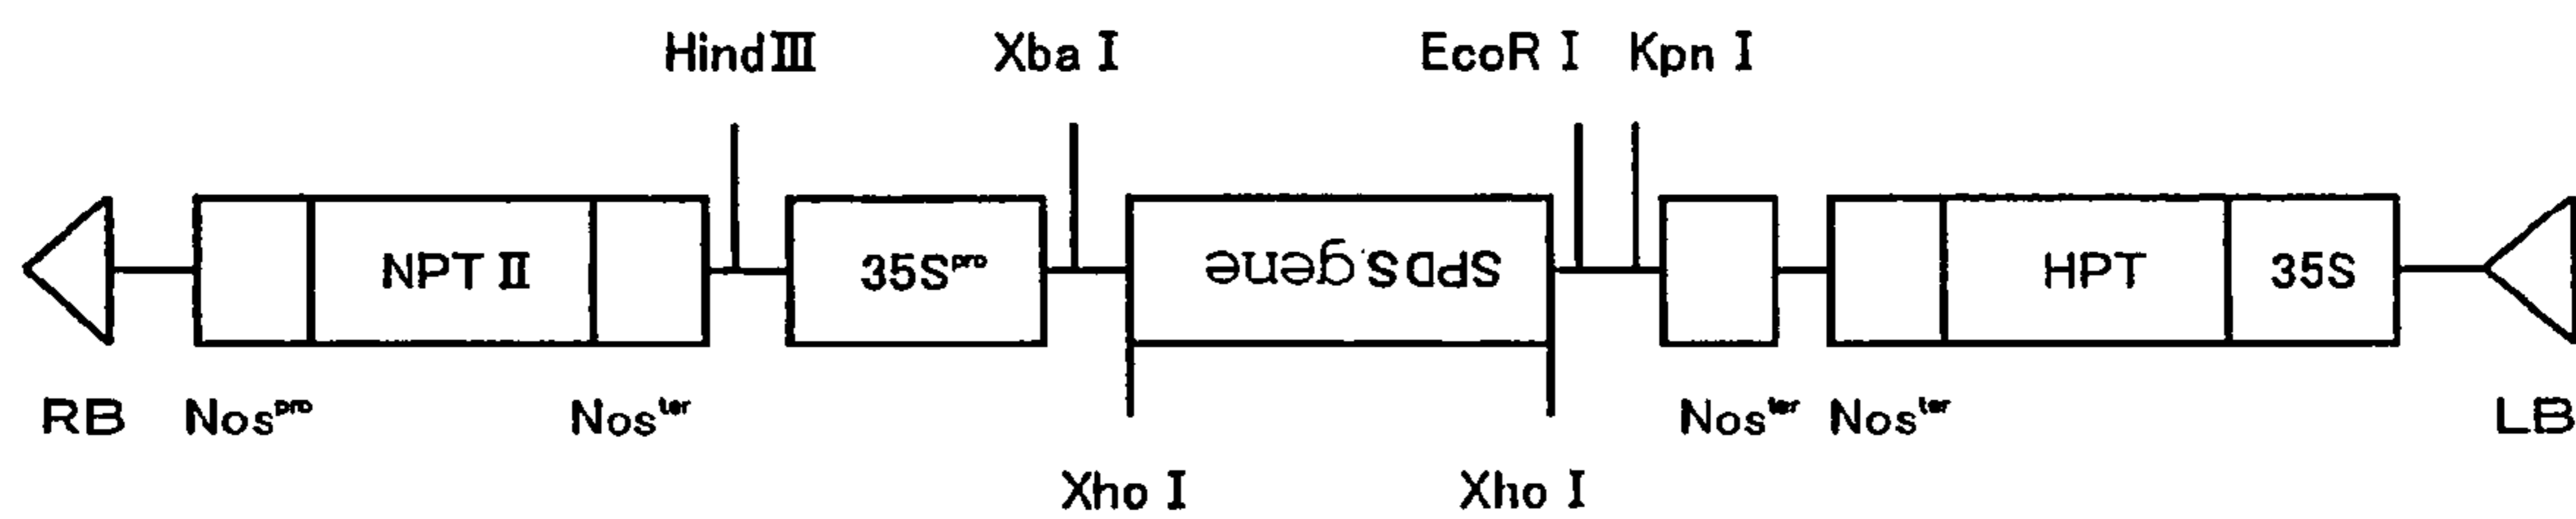 HindⅢ Xba I EcoR I Kpn I
NPT Ⅱ 35Spro SPDS gene HPT 35S
RB Nospro Noster Noster Noster LB
Xho I Xho I